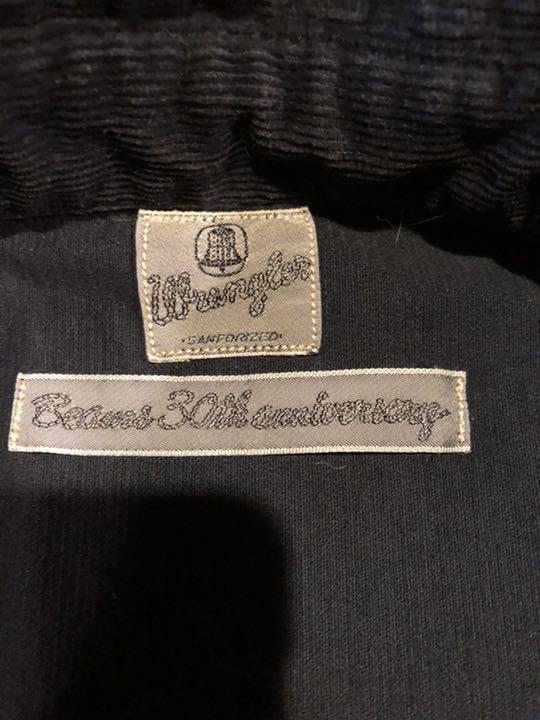 Wrangler
•SANFORIZED•
Beams 30th anniversary